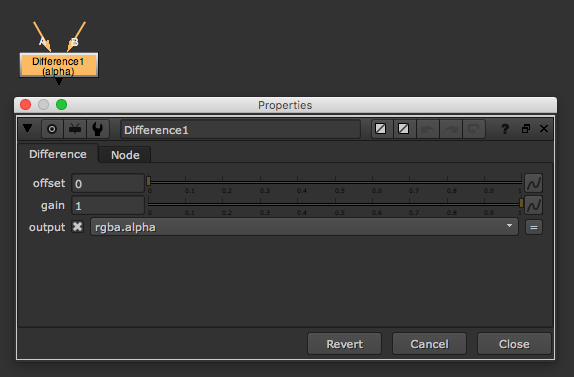 A B
Difference1
(alpha)
Properties
Difference1
?
Difference Node
offset 0
0 0.1 0.2 0.3 0.4 0.5 0.6 0.7 0.8 0.9 1
gain 1
0 0.1 0.2 0.3 0.4 0.5 0.6 0.7 0.8 0.9 1
output rgba.alpha =
Revert Cancel Close